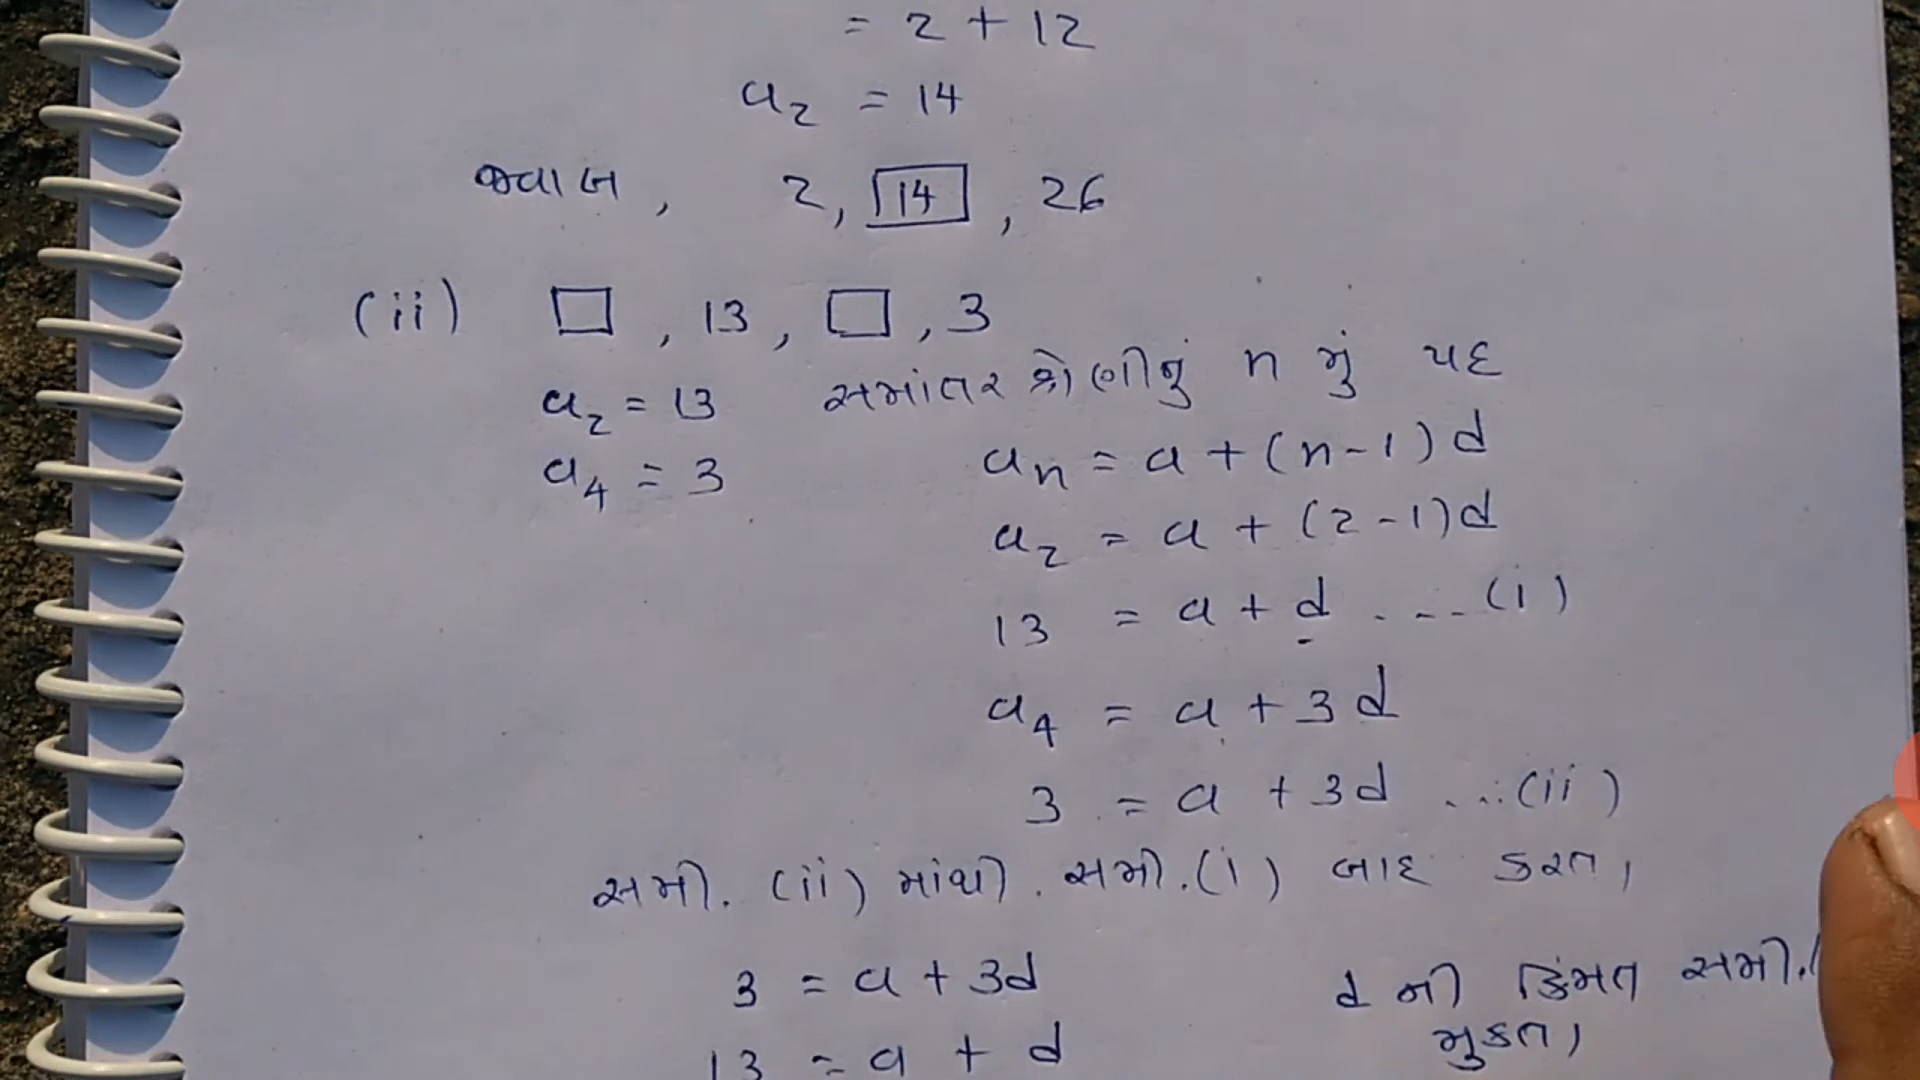 = 2 + 12
a₂ = 14
જવાબ, 2, 14, 26
(ii) □, 13, □, 3
a₂ = 13 સમાંતર શ્રેણીનું n મું પદ
a₄ = 3 aₙ = a + (n-1)d
a₂ = a + (2-1)d
13 = a + d ....(i)
a₄ = a + 3d
3 = a + 3d ...(ii)
સમી. (ii) માંથી સમી. (i) બાદ કરતા,
3 = a + 3d d ની કિંમત સમી.(
13 = a + d મુકતા,